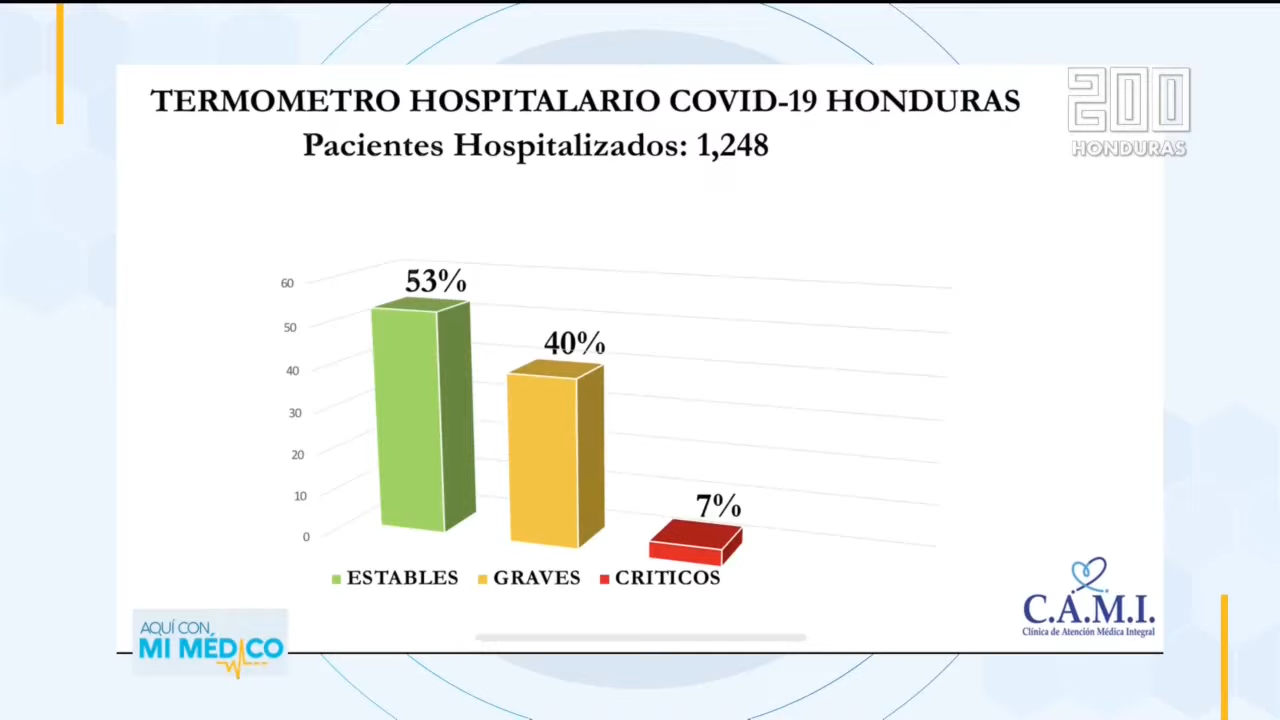 TERMOMETRO HOSPITALARIO COVID-19 HONDURAS
Pacientes Hospitalizados: 1,248
200
HONDURAS
60
50
40
30
20
10
0
53%
40%
7%
ESTABLES GRAVES CRITICOS
C.A.M.I.
Clínica de Atención Médica Integral
AQUÍ CON
MI MÉDICO